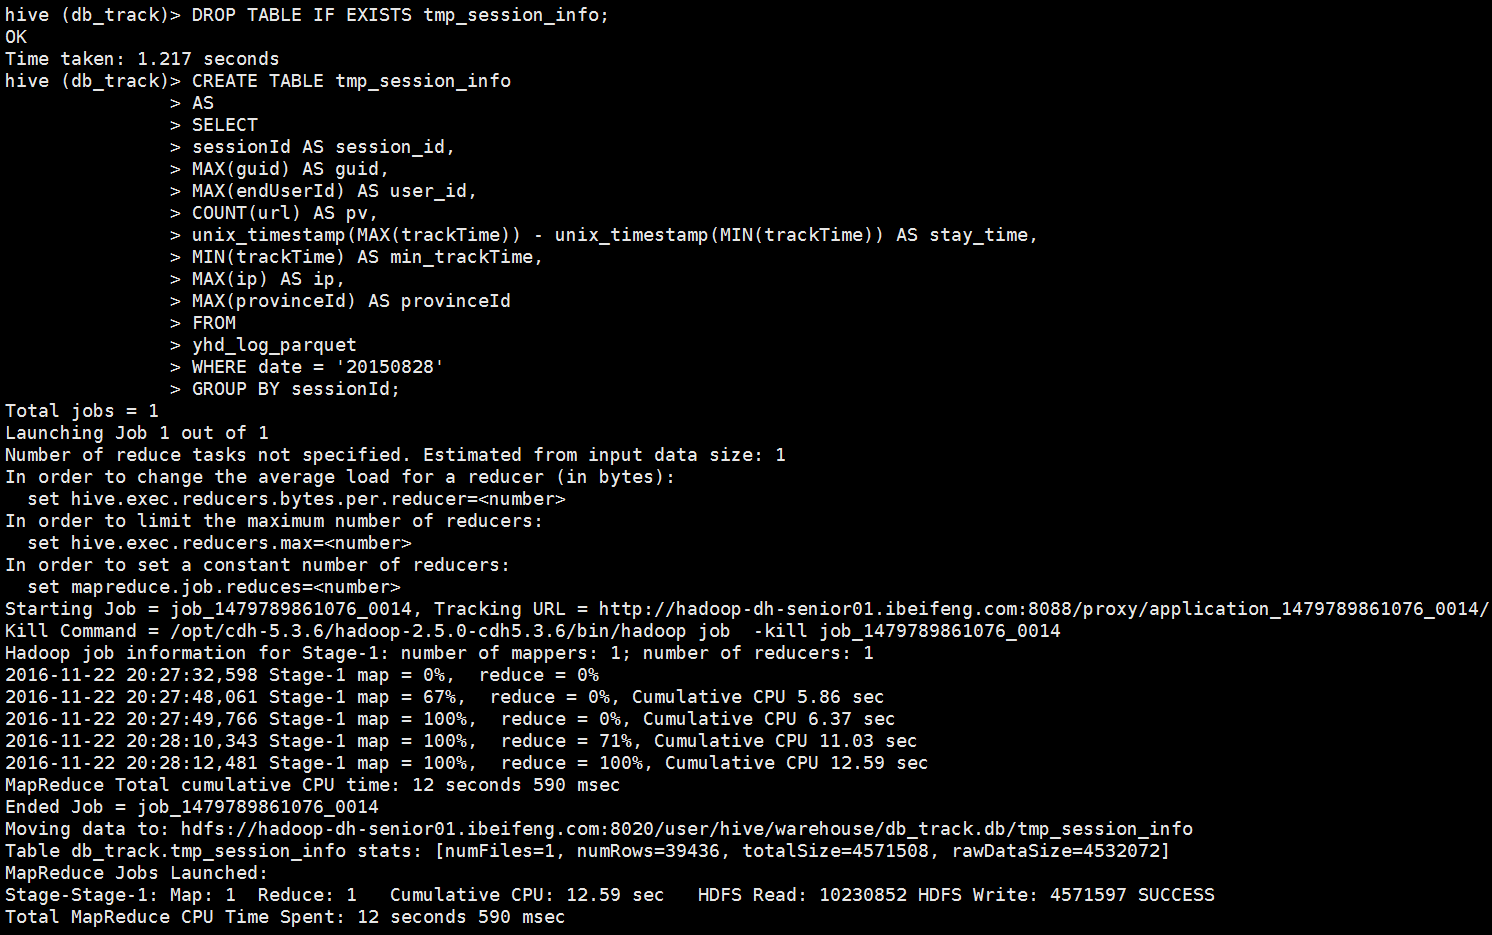 hive (db_track)> DROP TABLE IF EXISTS tmp_session_info;
OK
Time taken: 1.217 seconds
hive (db_track)> CREATE TABLE tmp_session_info
               > AS
               > SELECT
               > sessionId AS session_id,
               > MAX(guid) AS guid,
               > MAX(endUserId) AS user_id,
               > COUNT(url) AS pv,
               > unix_timestamp(MAX(trackTime)) - unix_timestamp(MIN(trackTime)) AS stay_time,
               > MIN(trackTime) AS min_trackTime,
               > MAX(ip) AS ip,
               > MAX(provinceId) AS provinceId
               > FROM
               > yhd_log_parquet
               > WHERE date = '20150828'
               > GROUP BY sessionId;
Total jobs = 1
Launching Job 1 out of 1
Number of reduce tasks not specified. Estimated from input data size: 1
In order to change the average load for a reducer (in bytes):
  set hive.exec.reducers.bytes.per.reducer=<number>
In order to limit the maximum number of reducers:
  set hive.exec.reducers.max=<number>
In order to set a constant number of reducers:
  set mapreduce.job.reduces=<number>
Starting Job = job_1479789861076_0014, Tracking URL = http://hadoop-dh-senior01.ibeifeng.com:8088/proxy/application_1479789861076_0014/
Kill Command = /opt/cdh-5.3.6/hadoop-2.5.0-cdh5.3.6/bin/hadoop job  -kill job_1479789861076_0014
Hadoop job information for Stage-1: number of mappers: 1; number of reducers: 1
2016-11-22 20:27:32,598 Stage-1 map = 0%,  reduce = 0%
2016-11-22 20:27:48,061 Stage-1 map = 67%,  reduce = 0%, Cumulative CPU 5.86 sec
2016-11-22 20:27:49,766 Stage-1 map = 100%,  reduce = 0%, Cumulative CPU 6.37 sec
2016-11-22 20:28:10,343 Stage-1 map = 100%,  reduce = 71%, Cumulative CPU 11.03 sec
2016-11-22 20:28:12,481 Stage-1 map = 100%,  reduce = 100%, Cumulative CPU 12.59 sec
MapReduce Total cumulative CPU time: 12 seconds 590 msec
Ended Job = job_1479789861076_0014
Moving data to: hdfs://hadoop-dh-senior01.ibeifeng.com:8020/user/hive/warehouse/db_track.db/tmp_session_info
Table db_track.tmp_session_info stats: [numFiles=1, numRows=39436, totalSize=4571508, rawDataSize=4532072]
MapReduce Jobs Launched:
Stage-Stage-1: Map: 1  Reduce: 1   Cumulative CPU: 12.59 sec   HDFS Read: 10230852 HDFS Write: 4571597 SUCCESS
Total MapReduce CPU Time Spent: 12 seconds 590 msec